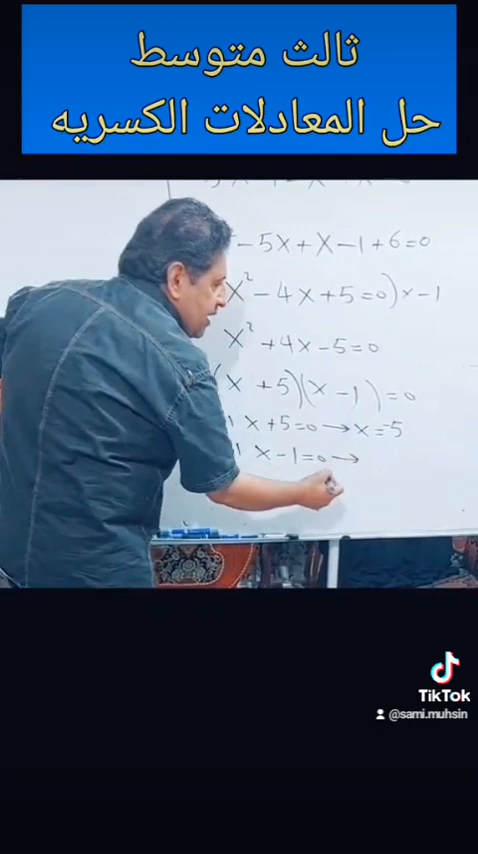 ثالث متوسط
حل المعادلات الكسريه
-5x+x-1+6=0
x²-4x+5=0)x-1
x²+4x-5=0
(x+5)(x-1)=0
x+5=0→x=-5
x-1=0→
TikTok
@sami.muhsin